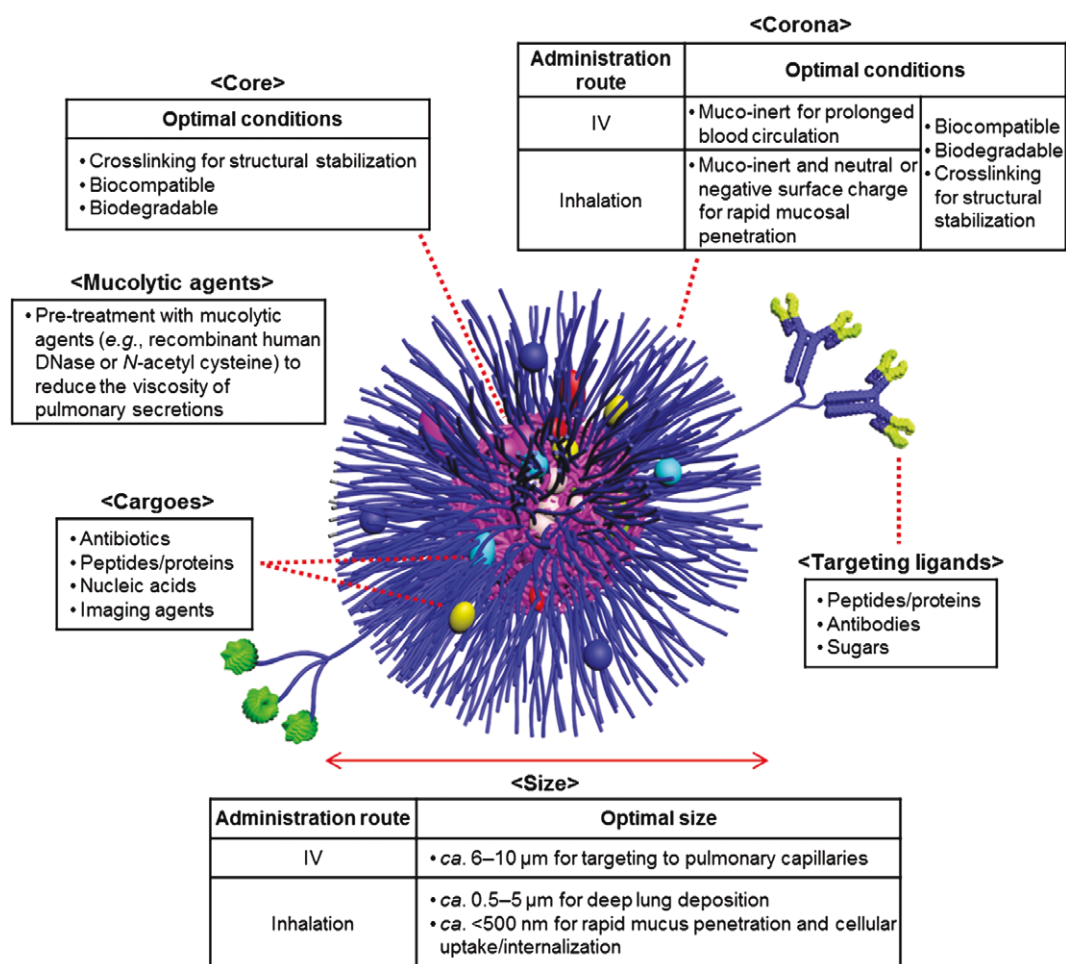 <Corona>
Administration route
Optimal conditions
IV
• Muco-inert for prolonged
blood circulation
Inhalation
• Muco-inert and neutral or
negative surface charge
for rapid mucosal
penetration
• Biocompatible
• Biodegradable
• Crosslinking
for structural
stabilization
<Core>
Optimal conditions
• Crosslinking for structural stabilization
• Biocompatible
• Biodegradable
<Mucolytic agents>
• Pre-treatment with mucolytic
agents (e.g., recombinant human
DNase or N-acetyl cysteine) to
reduce the viscosity of
pulmonary secretions
<Cargoes>
• Antibiotics
• Peptides/proteins
• Nucleic acids
• Imaging agents
<Targeting ligands>
• Peptides/proteins
• Antibodies
• Sugars
<Size>
Administration route
Optimal size
IV
• ca. 6–10 μm for targeting to pulmonary capillaries
Inhalation
• ca. 0.5–5 μm for deep lung deposition
• ca. <500 nm for rapid mucus penetration and cellular
uptake/internalization